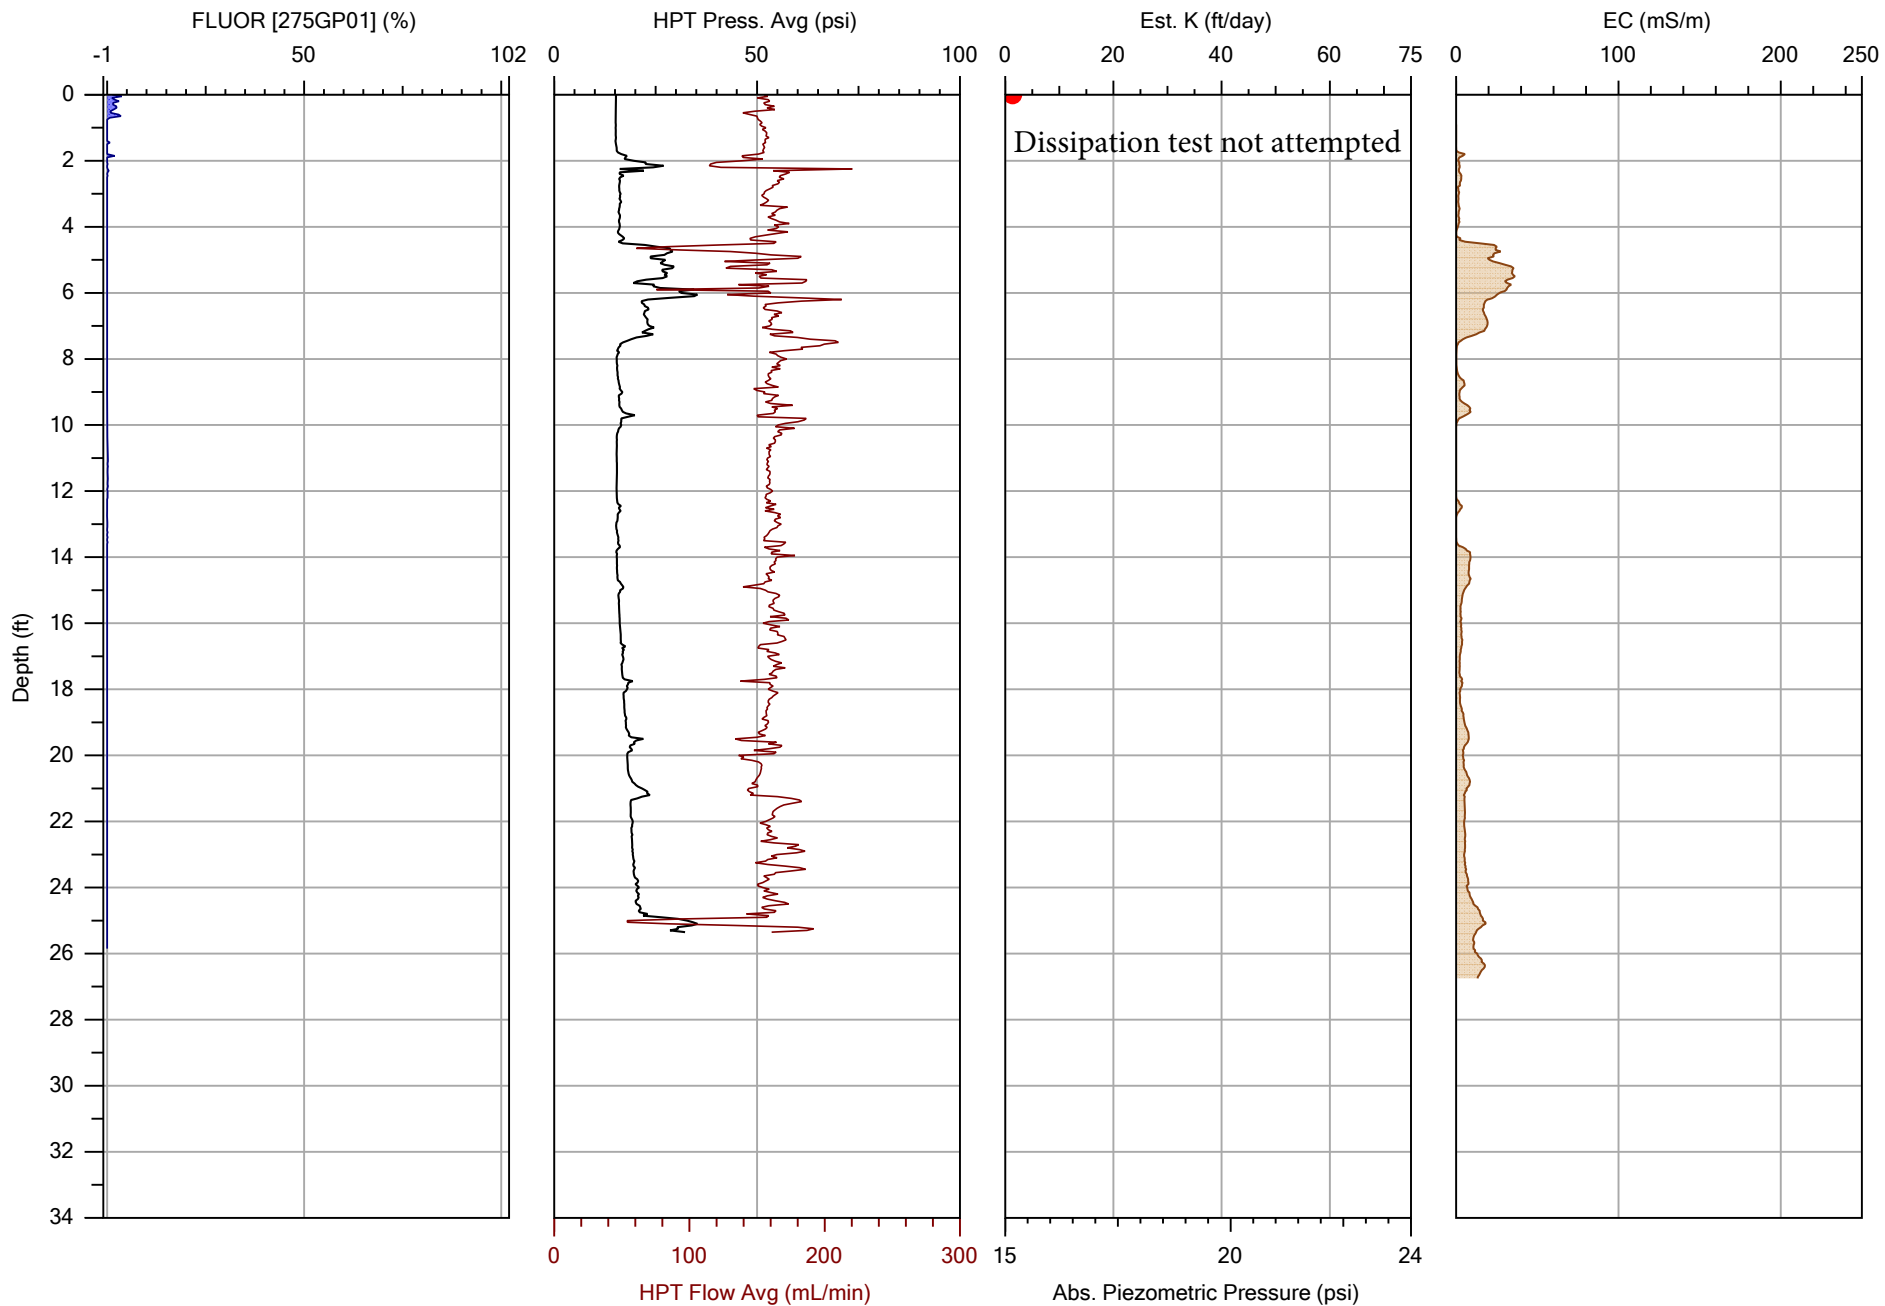 FLUOR [275GP01] (%)
HPT Press. Avg (psi)
Est. K (ft/day)
EC (mS/m)
-1 50 102
0 50 100
0 20 40 60 75
0 100 200 250
0
2
4
6
8
10
12
14
16
18
20
22
24
26
28
30
32
34
Depth (ft)
Dissipation test not attempted
0 100 200 300
HPT Flow Avg (mL/min)
15 20 24
Abs. Piezometric Pressure (psi)